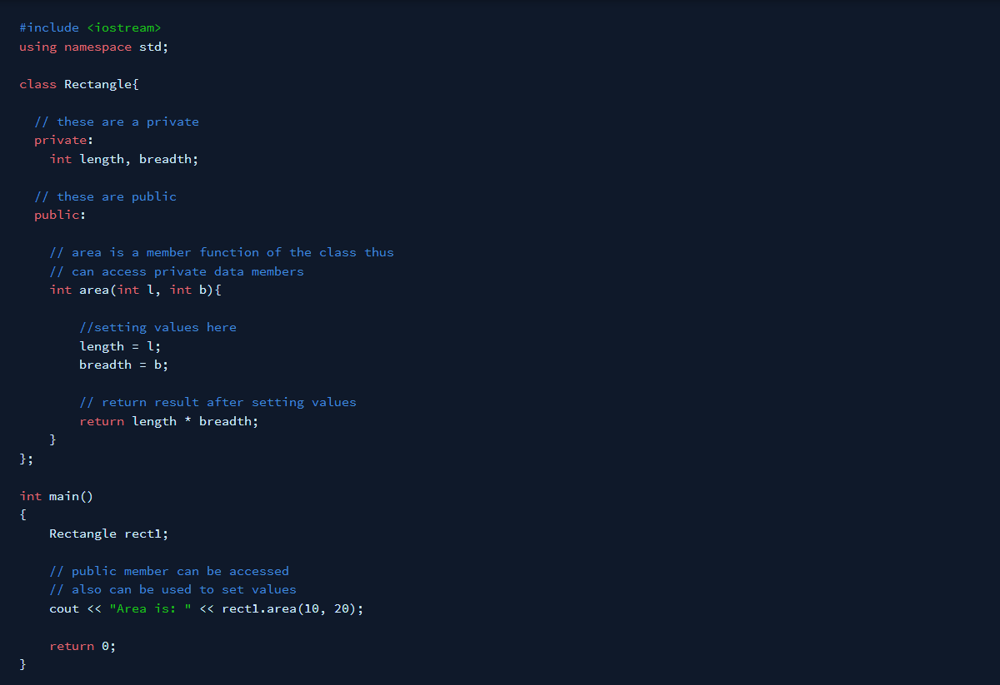 #include <iostream>
using namespace std;
class Rectangle{
// these are a private
private:
int length, breadth;
// these are public
public:
// area is a member function of the class thus
// can access private data members
int area(int l, int b){
//setting values here
length = l;
breadth = b;
// return result after setting values
return length * breadth;
}
};
int main()
{
Rectangle rect1;
// public member can be accessed
// also can be used to set values
cout << "Area is: " << rect1.area(10, 20);
return 0;
}